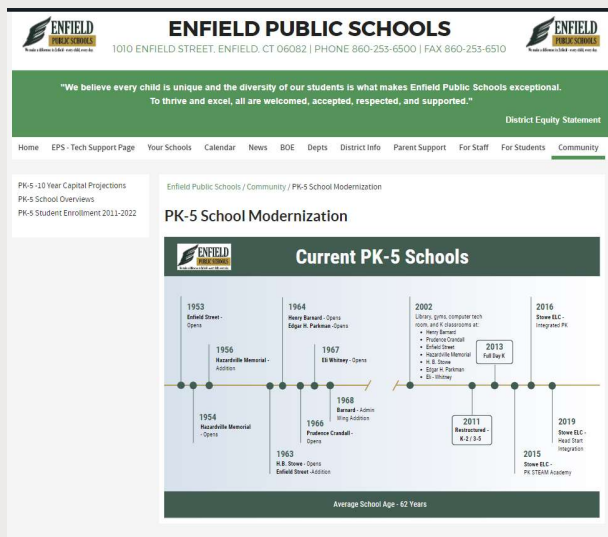 ENFIELD
PUBLIC SCHOOLS
ENFIELD PUBLIC SCHOOLS
1010 ENFIELD STREET, ENFIELD, CT 06082 | PHONE 860-253-6500 | FAX 860-253-6510
ENFIELD
PUBLIC SCHOOLS
"We believe every child is unique and the diversity of our students is what makes Enfield Public Schools exceptional.
To thrive and excel, all are welcomed, accepted, respected, and supported."
District Equity Statement
Home EPS - Tech Support Page Your Schools Calendar News BOE Depts District Info Parent Support For Staff For Students Community
PK-5 -10 Year Capital Projections
PK-5 School Overviews
PK-5 Student Enrollment 2011-2022
Enfield Public Schools / Community / PK-5 School Modernization
PK-5 School Modernization
ENFIELD
PUBLIC SCHOOLS
Current PK-5 Schools
1953
Enfield Street -
Opens
1956
Hazardville Memorial -
Addition
1964
Henry Barnard - Opens
Edgar H. Parkman -Opens
1967
Eli Whitney - Opens
2002
Library, gyms, computer tech
room, and K classrooms at:
• Henry Barnard
• Prudence Crandall
• Enfield Street
• Hazardville Memorial
• H. B. Stowe
• Edgar H. Parkman
• Eli - Whitney
2013
Full Day K
2016
Stowe ELC -
Integrated PK
1954
Hazardville Memorial
- Opens
1963
H.B. Stowe - Opens
Enfield Street -Addition
1966
Prudence Crandall -
Opens
1968
Barnard - Admin
Wing Addition
2011
Restructured -
K-2 / 3-5
2015
Stowe ELC -
PK STEAM Academy
2019
Stowe ELC -
Head Start
Integration
Average School Age - 62 Years